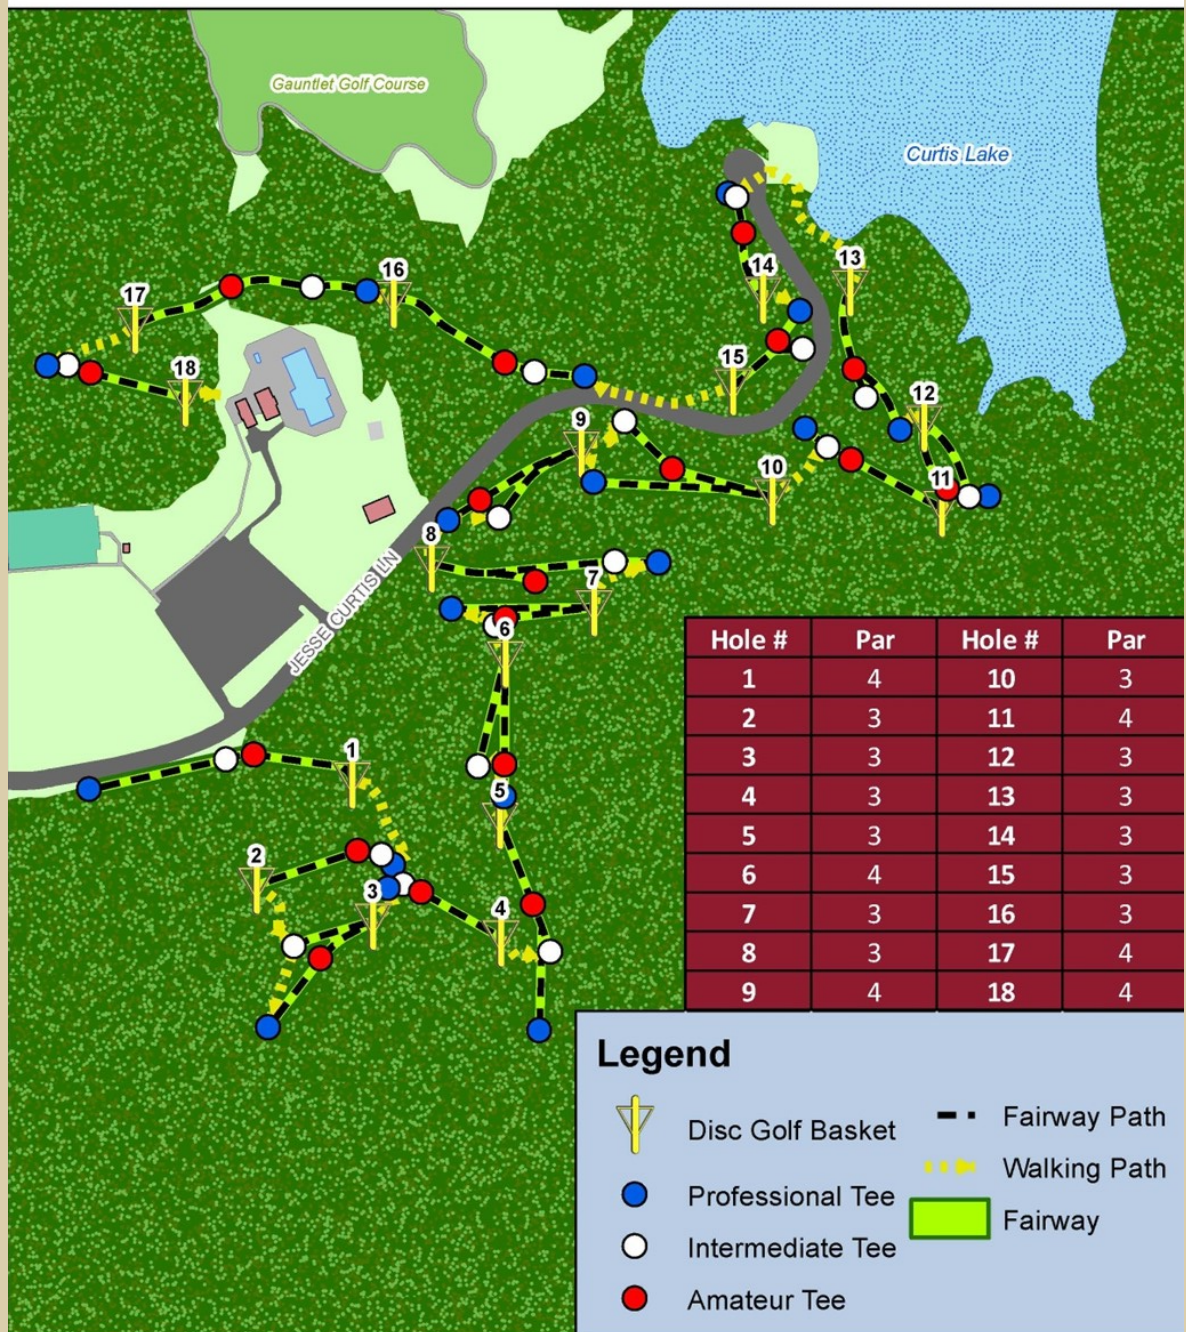 Gauntlet Golf Course
Curtis Lake
13
14
16
17
15
18
12
9
10
11
8
7
6
JESSE CURTIS LN
1
5
2
3
4
Hole # Par Hole # Par
1 4 10 3
2 3 11 4
3 3 12 3
4 3 13 3
5 3 14 3
6 4 15 3
7 3 16 3
8 3 17 4
9 4 18 4
Legend
Disc Golf Basket
Professional Tee
Intermediate Tee
Amateur Tee
Fairway Path
Walking Path
Fairway